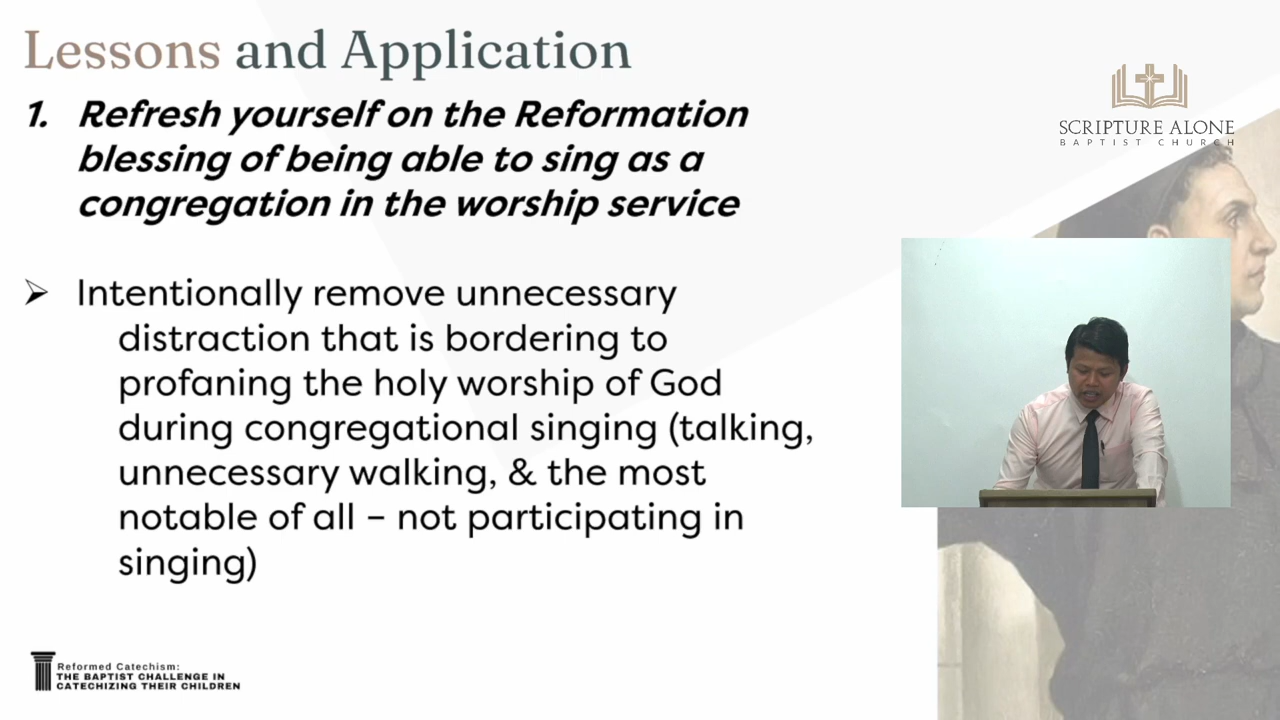 Lessons and Application
1. Refresh yourself on the Reformation
blessing of being able to sing as a
congregation in the worship service
➢ Intentionally remove unnecessary
distraction that is bordering to
profaning the holy worship of God
during congregational singing (talking,
unnecessary walking, & the most
notable of all – not participating in
singing)
SCRIPTURE ALONE
BAPTIST CHURCH
Reformed Catechism:
THE BAPTIST CHALLENGE IN
CATECHIZING THEIR CHILDREN